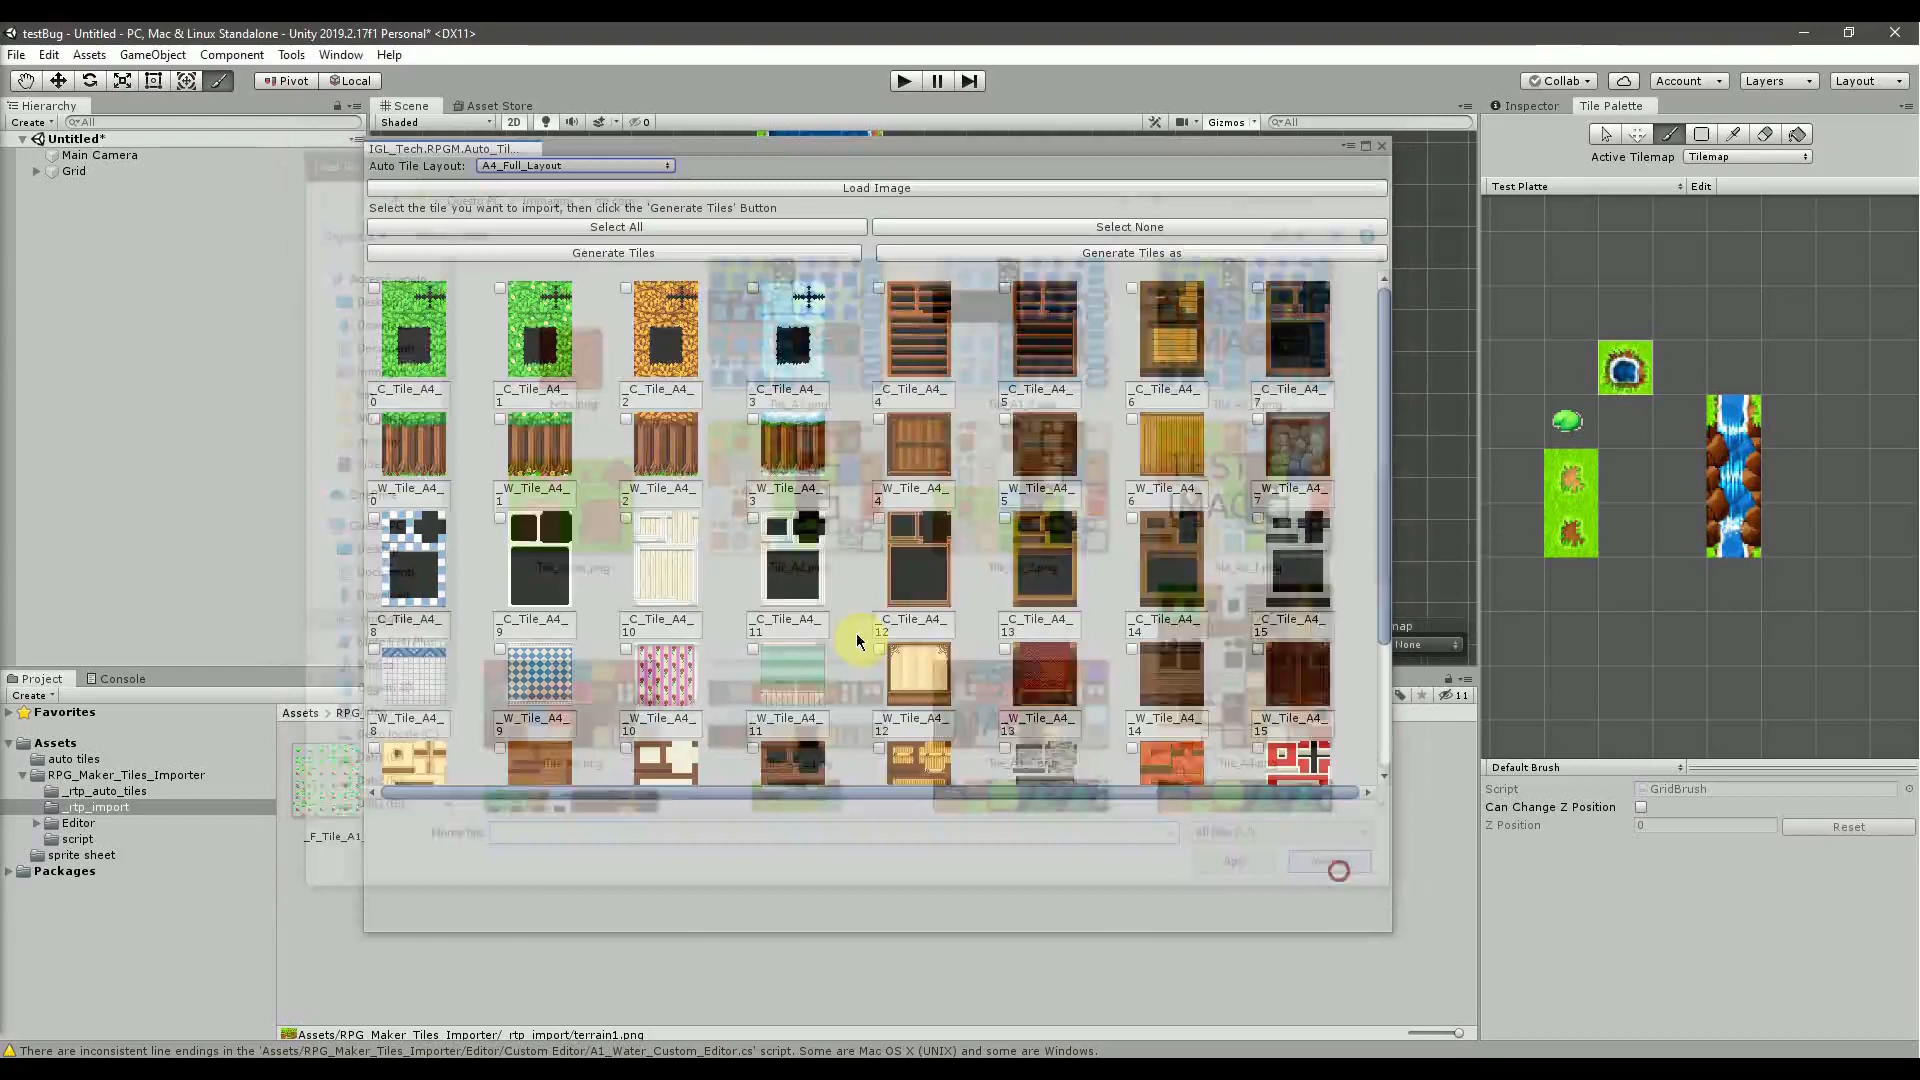 testBug - Untitled - PC, Mac & Linux Standalone - Unity 2019.2.17f1 Personal* <DX11>
File Edit Assets GameObject Component Tools Window Help
Pivot Local Collab Account Layers Layout
Hierarchy Scene Asset Store Inspector Tile Palette
Create All Shaded 2D 0 Gizmos All
Untitled*
Main Camera
Grid
IGL_Tech.RPGM.Auto_Til...
Auto Tile Layout: A4_Full_Layout
Load Image
Select the tile you want to import, then click the 'Generate Tiles' Button
Select All Select None
Generate Tiles Generate Tiles as
_C_Tile_A4_ _C_Tile_A4_ _C_Tile_A4_ _C_Tile_A4_ _C_Tile_A4_ _C_Tile_A4_ _C_Tile_A4_ _C_Tile_A4_
0 1 2 3 4 5 6 7
_W_Tile_A4_ _W_Tile_A4_ _W_Tile_A4_ _W_Tile_A4_ _W_Tile_A4_ _W_Tile_A4_ _W_Tile_A4_ _W_Tile_A4_
0 1 2 3 4 5 6 7
_C_Tile_A4_ _C_Tile_A4_ _C_Tile_A4_ _C_Tile_A4_ _C_Tile_A4_ _C_Tile_A4_ _C_Tile_A4_ _C_Tile_A4_
8 9 10 11 12 13 14 15
_W_Tile_A4_ _W_Tile_A4_ _W_Tile_A4_ _W_Tile_A4_ _W_Tile_A4_ _W_Tile_A4_ _W_Tile_A4_ _W_Tile_A4_
8 9 10 11 12 13 14 15
Active Tilemap Tilemap
Test Platte Edit
map
None
11
Project Console
Create
Favorites
Assets
auto tiles
RPG_Maker_Tiles_Importer
_rtp_auto_tiles
_rtp_import
Editor
script
sprite sheet
Packages
Assets > RPG_
_F_Tile_A1_
Assets/RPG_Maker_Tiles_Importer/_rtp_import/terrain1.png
Default Brush
Script GridBrush
Can Change Z Position
Z Position 0 Reset
There are inconsistent line endings in the 'Assets/RPG_Maker_Tiles_Importer/Editor/Custom Editor/A1_Water_Custom_Editor.cs' script. Some are Mac OS X (UNIX) and some are Windows.